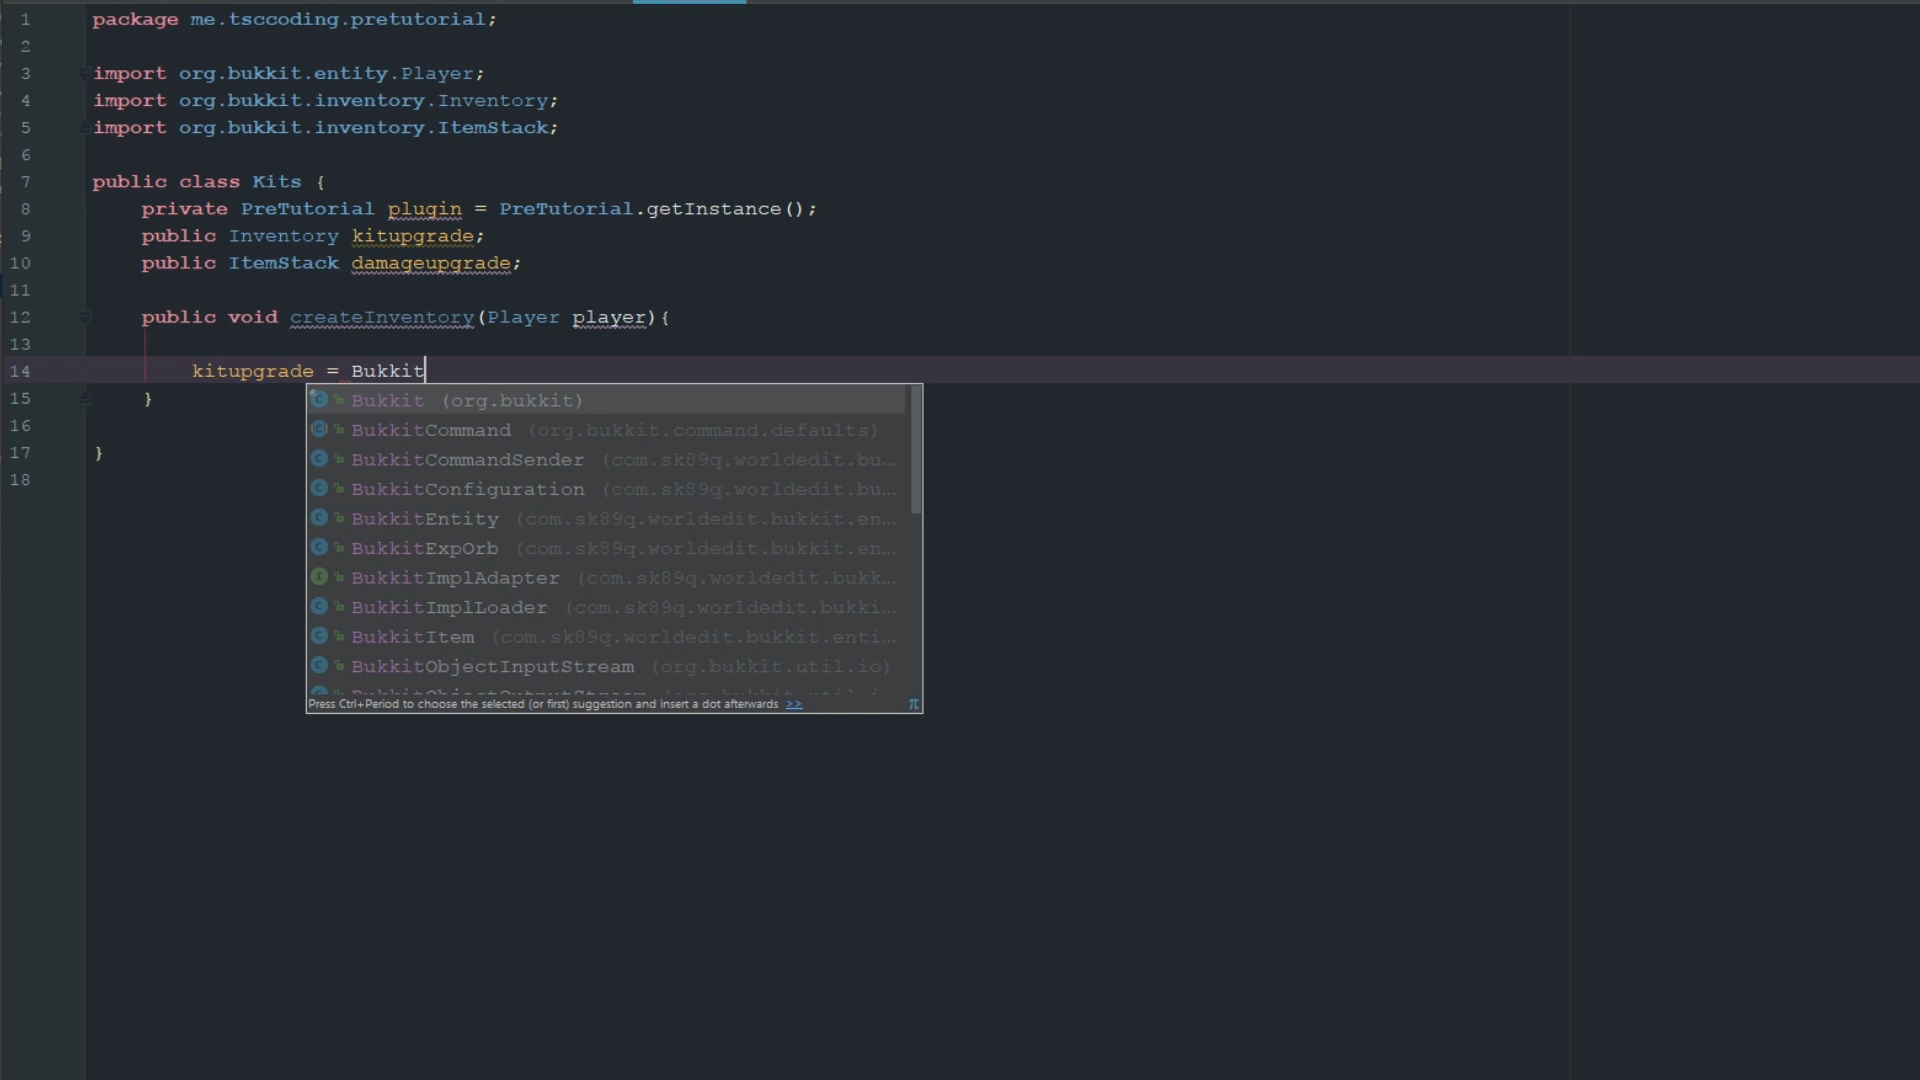 1 package me.tsccoding.pretutorial;
2
3 import org.bukkit.entity.Player;
4 import org.bukkit.inventory.Inventory;
5 import org.bukkit.inventory.ItemStack;
6
7 public class Kits {
8 private PreTutorial plugin = PreTutorial.getInstance();
9 public Inventory kitupgrade;
10 public ItemStack damageupgrade;
11
12 public void createInventory(Player player){
13
14 kitupgrade = Bukkit
15 }
16
17 }
18
Bukkit (org.bukkit)
BukkitCommand (org.bukkit.command.defaults)
BukkitCommandSender (com.sk89q.worldedit.bu...
BukkitConfiguration (com.sk89q.worldedit.bu...
BukkitEntity (com.sk89q.worldedit.bukkit.en...
BukkitExpOrb (com.sk89q.worldedit.bukkit.en...
BukkitImplAdapter (com.sk89q.worldedit.bukk...
BukkitImplLoader (com.sk89q.worldedit.bukki...
BukkitItem (com.sk89q.worldedit.bukkit.enti...
BukkitObjectInputStream (org.bukkit.util.io)
Press Ctrl+Period to choose the selected (or first) suggestion and insert a dot afterwards >> π